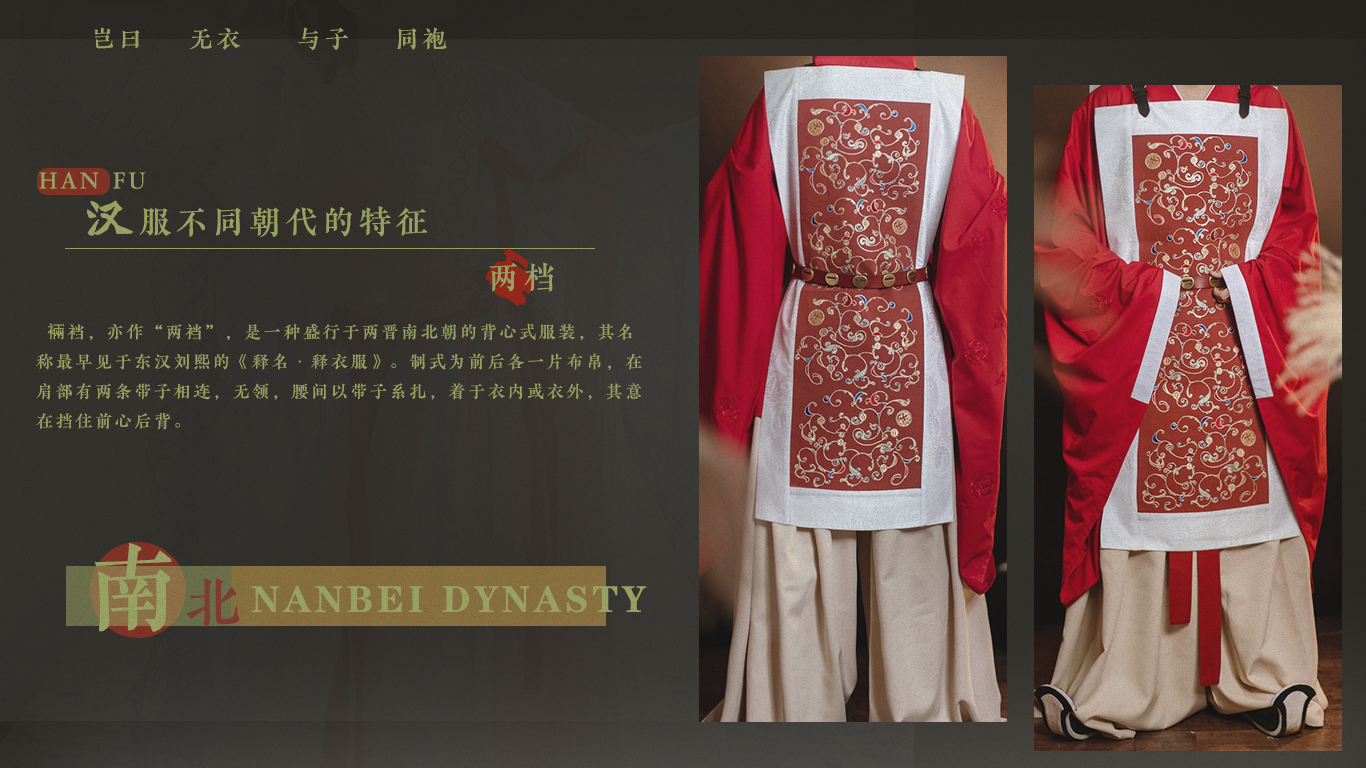 岂曰 无衣 与子 同袍
HAN FU
汉服不同朝代的特征
两档
裲裆，亦作“两裆”，是一种盛行于两晋南北朝的背心式服装，其名
称最早见于东汉刘熙的《释名·释衣服》。制式为前后各一片布帛，在
肩部有两条带子相连，无领，腰间以带子系扎，着于衣内或衣外，其意
在挡住前心后背。
南北 NANBEI DYNASTY